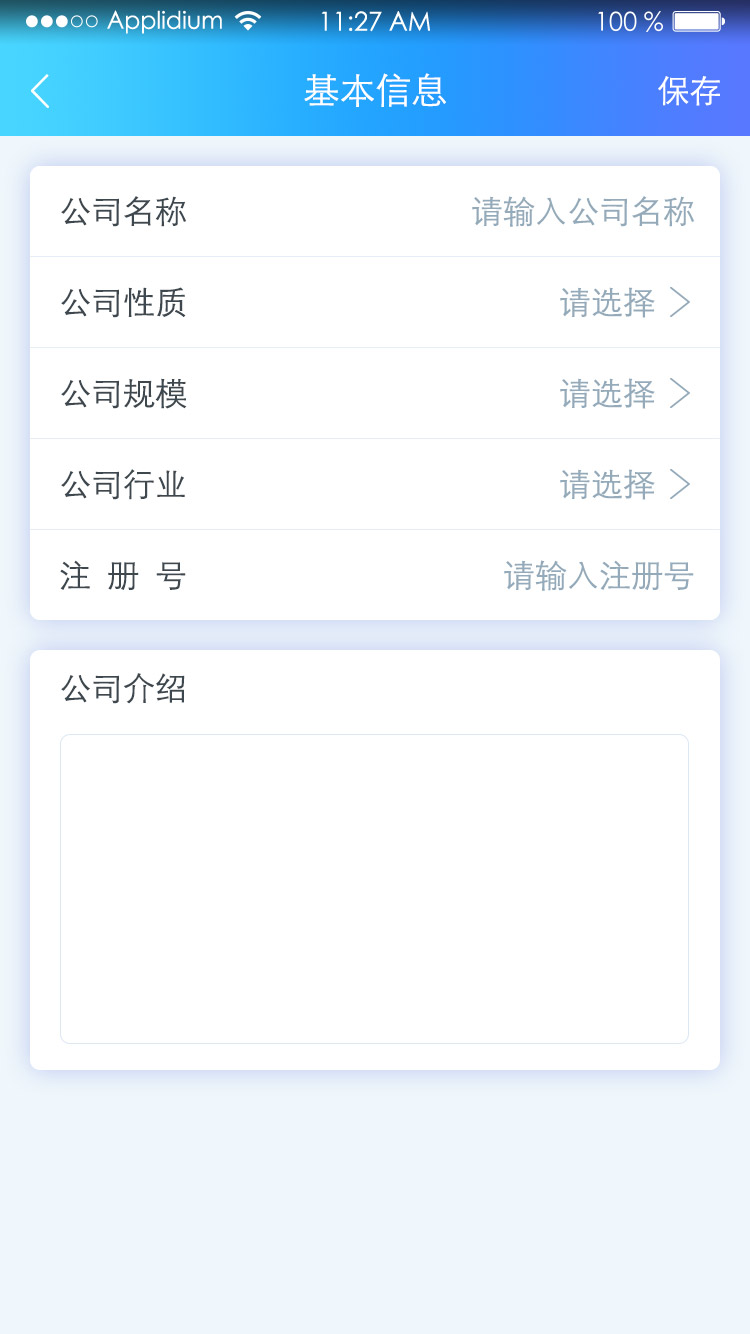 Applidium 11:27 AM 100 %
基本信息 保存
公司名称 请输入公司名称
公司性质 请选择
公司规模 请选择
公司行业 请选择
注 册 号 请输入注册号
公司介绍